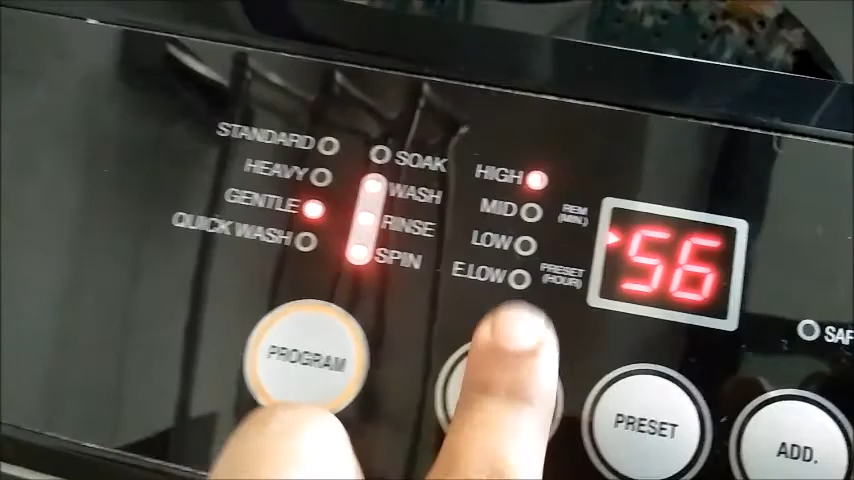 STANDARD
HEAVY
GENTLE
QUICK WASH
SOAK
WASH
RINSE
SPIN
HIGH
MID
LOW
E.LOW
REM
(MIN.)
PRESET
(HOUR)
56
SAF
PROGRAM
PRESET
ADD.